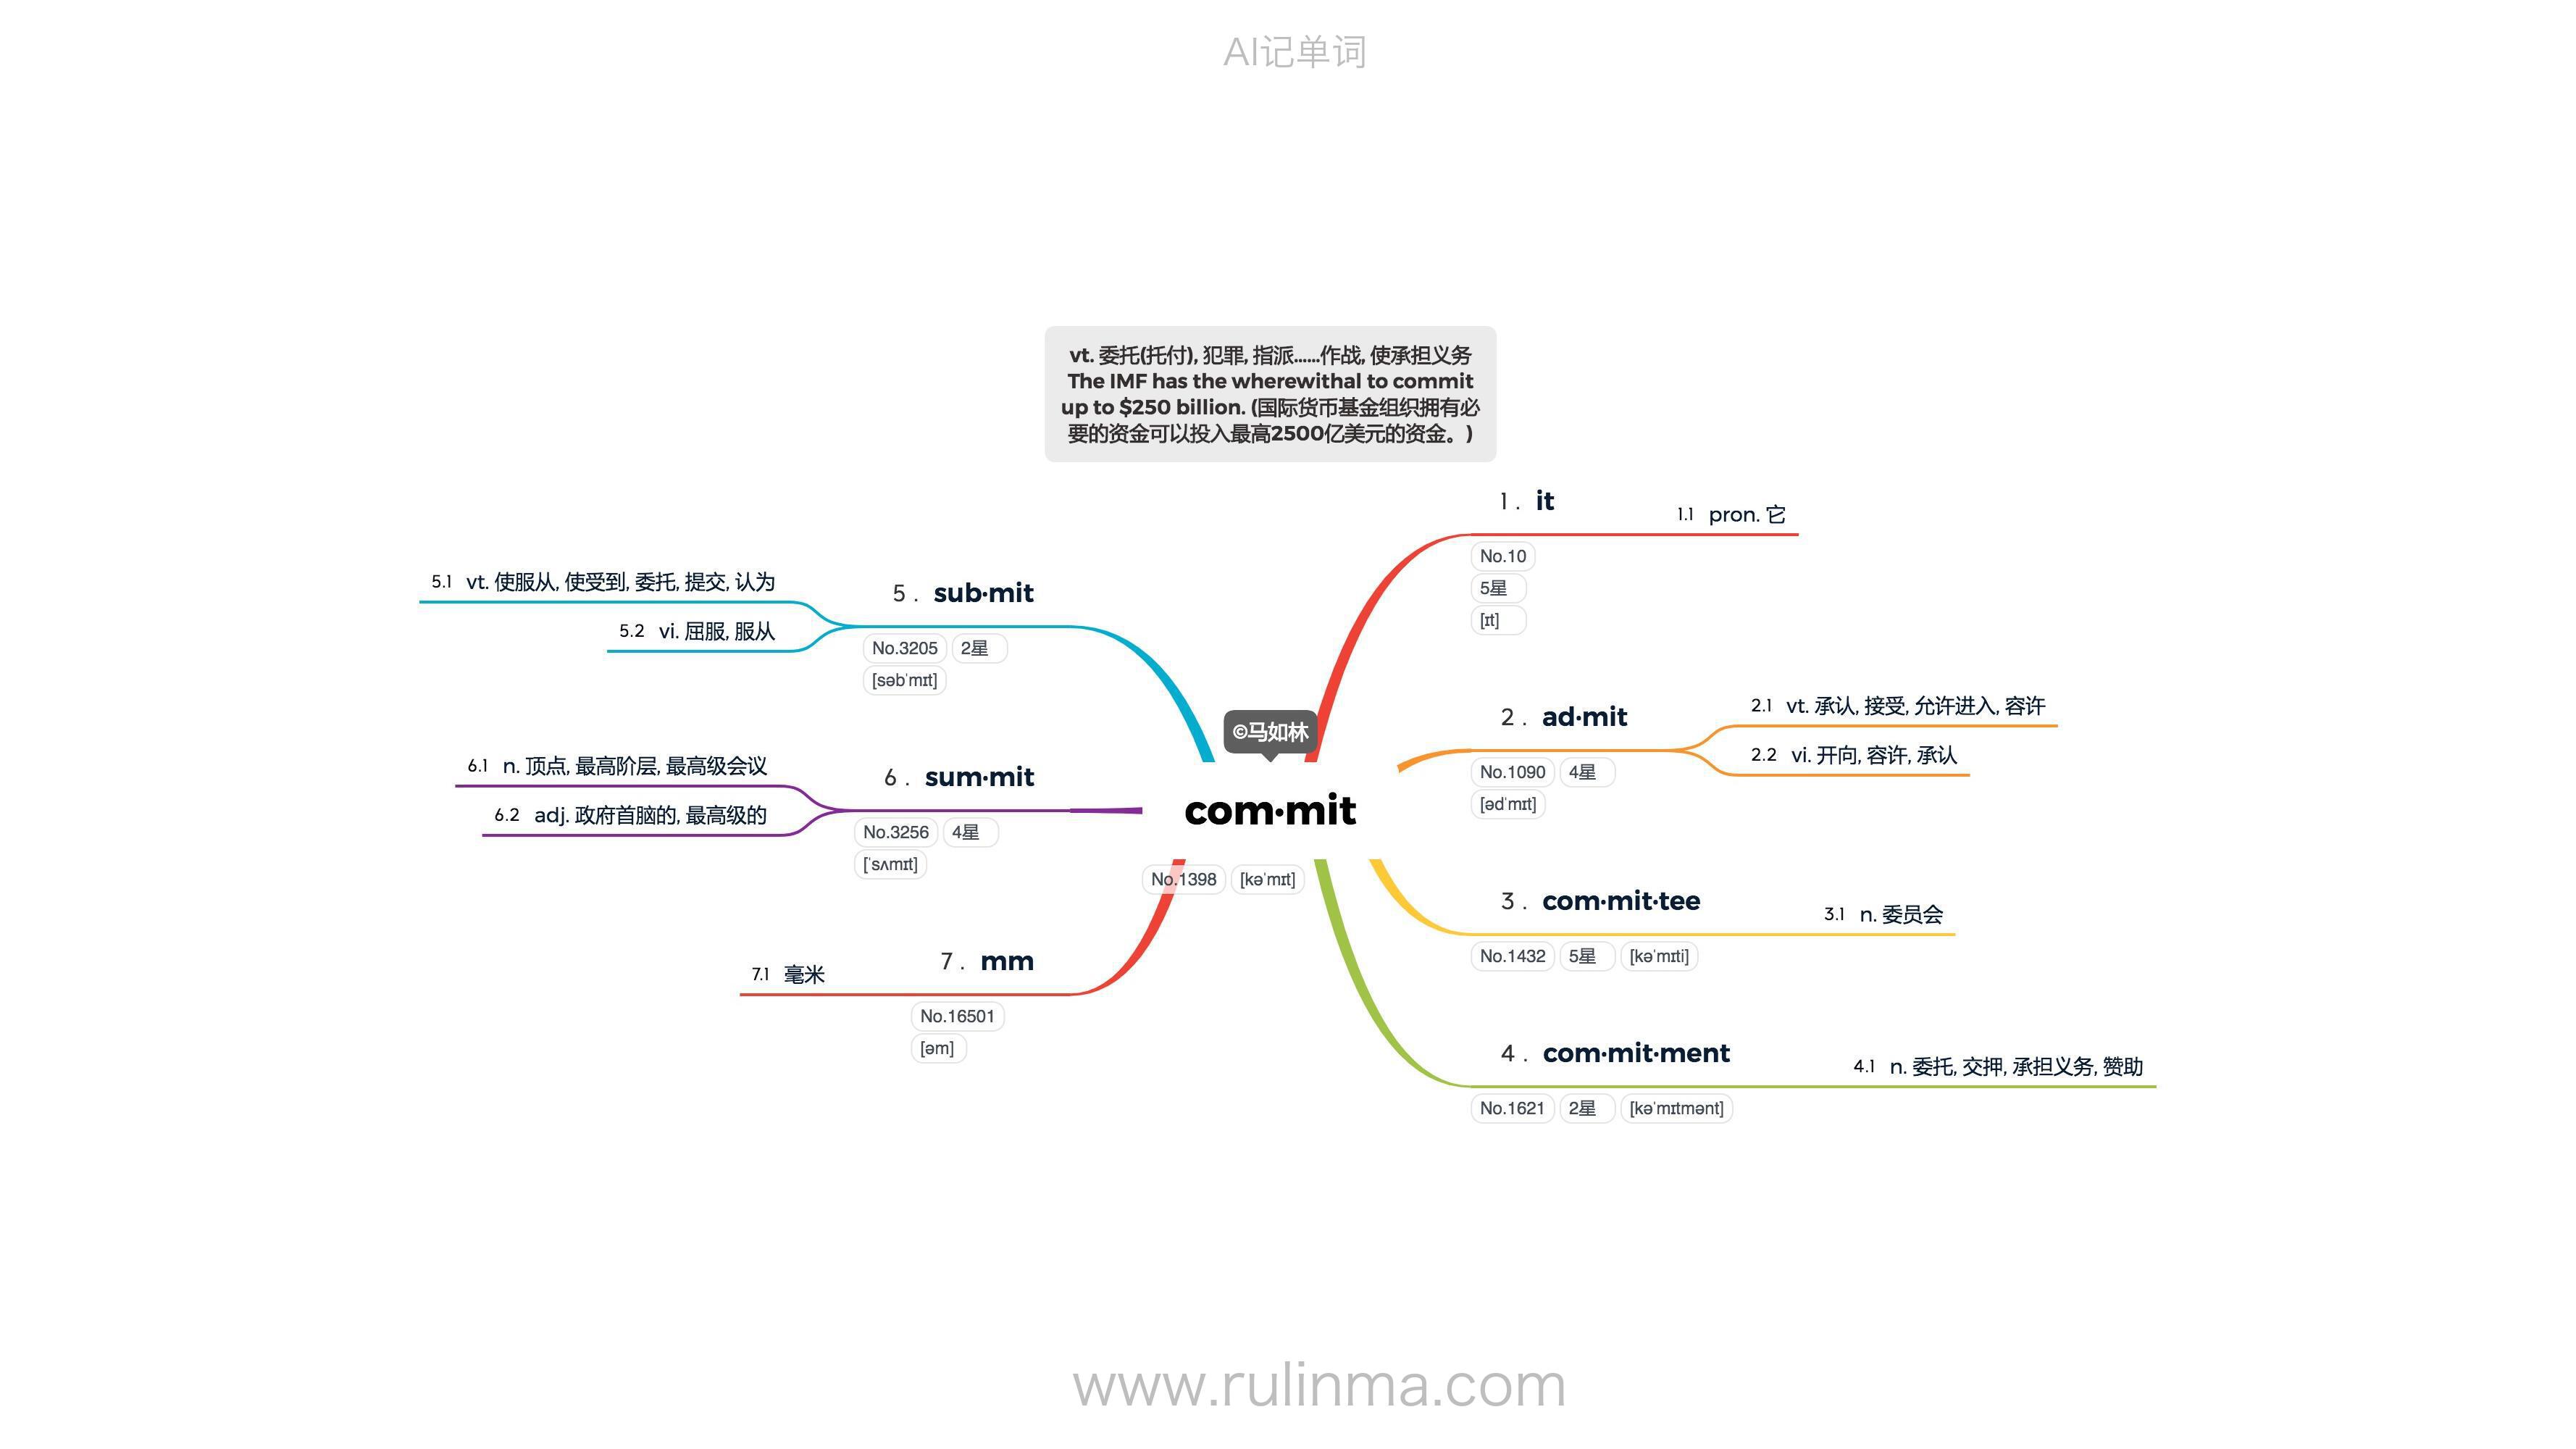 AI记单词
vt. 委托(托付), 犯罪, 指派……作战, 使承担义务
The IMF has the wherewithal to commit
up to $250 billion. (国际货币基金组织拥有必
要的资金可以投入最高2500亿美元的资金。)
©马如林
com·mit
No.1398 [kəˈmɪt]
1 . it
1.1 pron. 它
No.10
5星
[ɪt]
2 . ad·mit
2.1 vt. 承认, 接受, 允许进入, 容许
2.2 vi. 开向, 容许, 承认
No.1090 4星
[ədˈmɪt]
3 . com·mit·tee
3.1 n. 委员会
No.1432 5星 [kəˈmɪti]
4 . com·mit·ment
4.1 n. 委托, 交押, 承担义务, 赞助
No.1621 2星 [kəˈmɪtmənt]
5 . sub·mit
5.1 vt. 使服从, 使受到, 委托, 提交, 认为
5.2 vi. 屈服, 服从
No.3205 2星
[səbˈmɪt]
6 . sum·mit
6.1 n. 顶点, 最高阶层, 最高级会议
6.2 adj. 政府首脑的, 最高级的
No.3256 4星
[ˈsʌmɪt]
7 . mm
7.1 毫米
No.16501
[əm]
www.rulinma.com